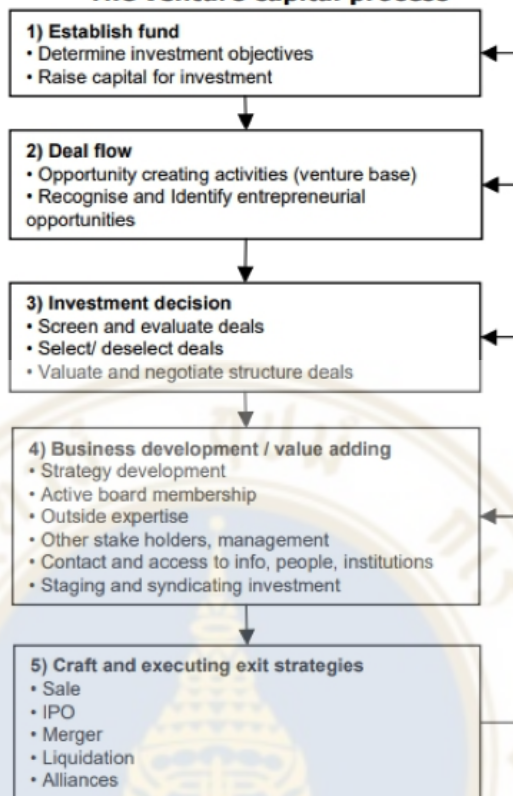 The venture capital process
1) Establish fund
• Determine investment objectives
• Raise capital for investment
2) Deal flow
• Opportunity creating activities (venture base)
• Recognise and Identify entrepreneurial
opportunities
3) Investment decision
• Screen and evaluate deals
• Select/ deselect deals
• Valuate and negotiate structure deals
4) Business development / value adding
• Strategy development
• Active board membership
• Outside expertise
• Other stake holders, management
• Contact and access to info, people, institutions
• Staging and syndicating investment
5) Craft and executing exit strategies
• Sale
• IPO
• Merger
• Liquidation
• Alliances